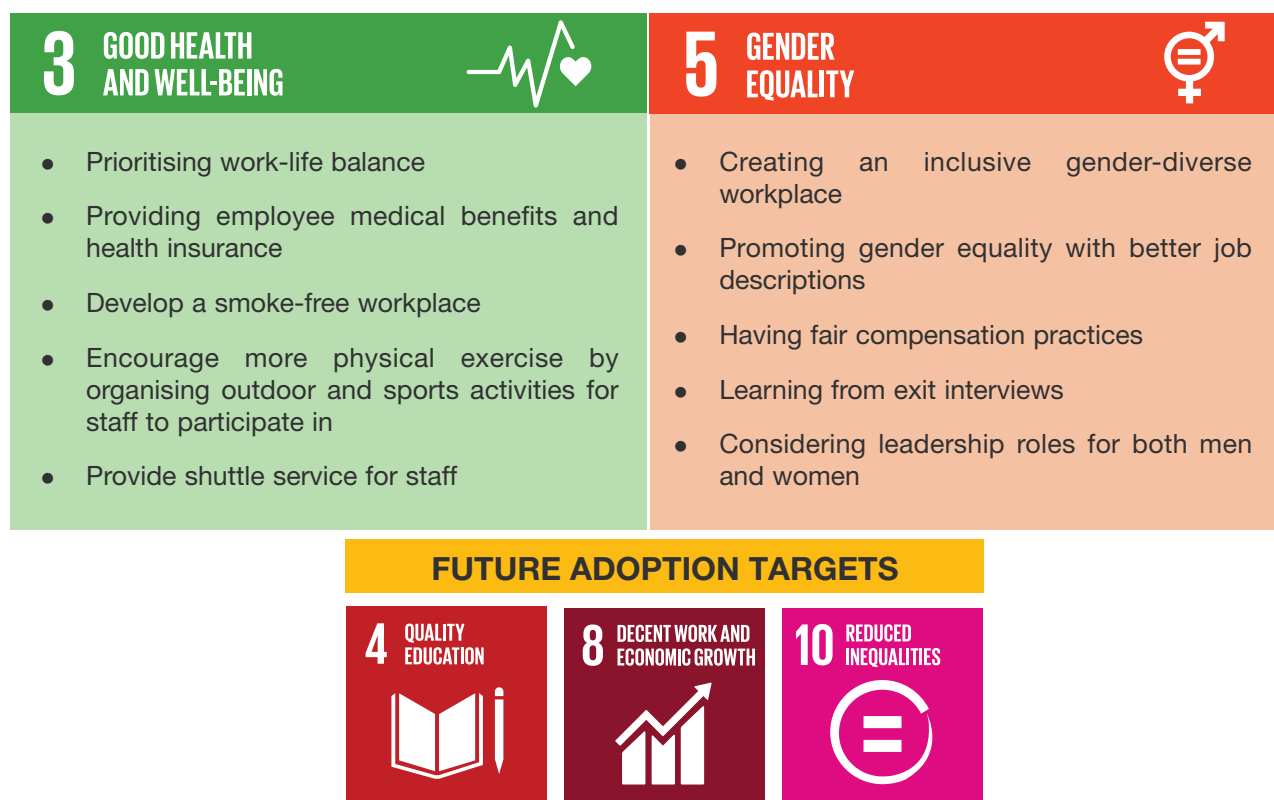 3 GOOD HEALTH
AND WELL-BEING
● Prioritising work-life balance
● Providing employee medical benefits and
health insurance
● Develop a smoke-free workplace
● Encourage more physical exercise by
organising outdoor and sports activities for
staff to participate in
● Provide shuttle service for staff
5 GENDER
EQUALITY
● Creating an inclusive gender-diverse
workplace
● Promoting gender equality with better job
descriptions
● Having fair compensation practices
● Learning from exit interviews
● Considering leadership roles for both men
and women
FUTURE ADOPTION TARGETS
4 QUALITY
EDUCATION
8 DECENT WORK AND
ECONOMIC GROWTH
10 REDUCED
INEQUALITIES